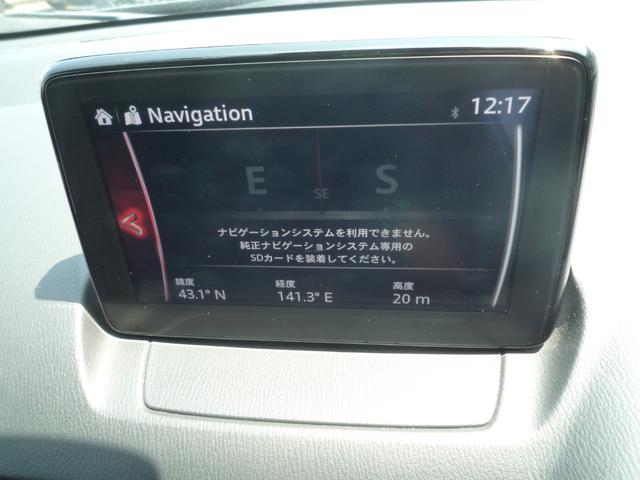 Navigation 12:17
E SE S SW
ナビゲーションシステムを利用できません。
純正ナビゲーションシステム専用の
SDカードを装着してください。
緯度 経度 高度
43.1° N 141.3° E 20 m